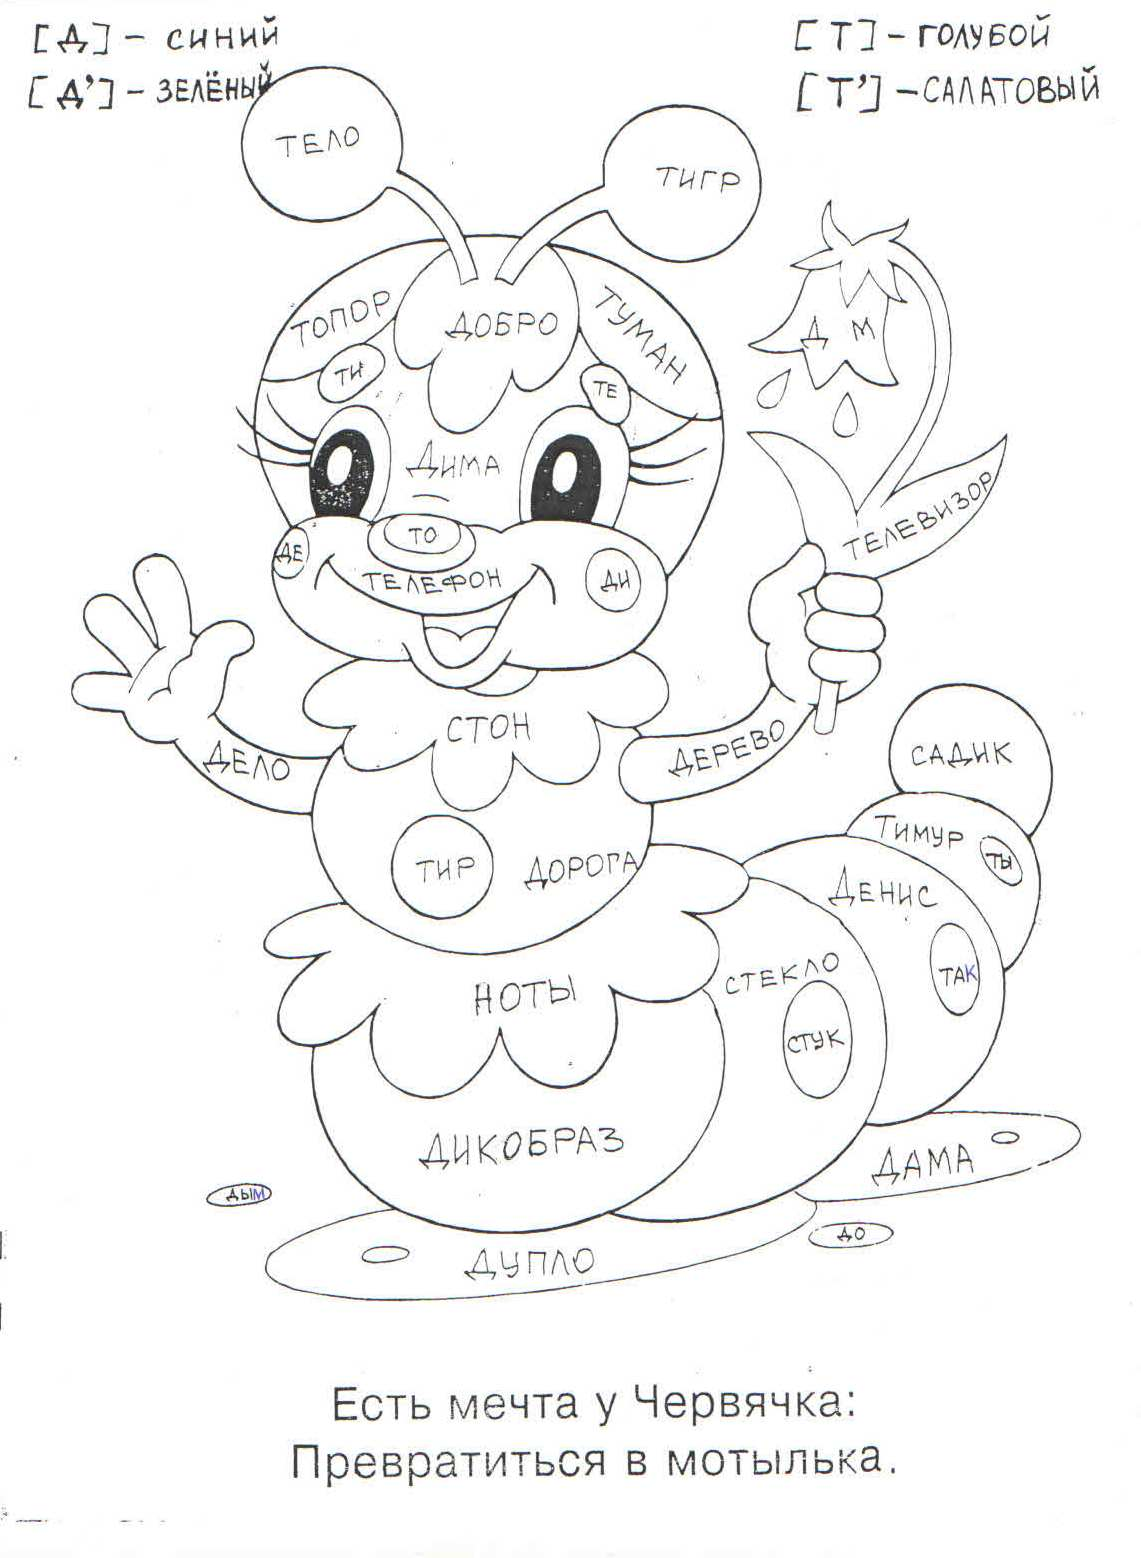 [Д] – СИНИЙ
[Д'] – ЗЕЛЁНЫЙ
[Т] – ГОЛУБОЙ
[Т'] – САЛАТОВЫЙ
ТЕЛО
ТИГР
ТОПОР
ДОБРО
ТУМАН
Д М
ТИ
ТЕ
ДИМА
ТО
ДЕ
ТЕЛЕФОН
ДИ
ТЕЛЕВИЗОР
СТОН
ДЕЛО
ДЕРЕВО
САДИК
ТИМУР
ТЫ
ТИР
ДОРОГА
ДЕНИС
ТАК
НОТЫ
СТЕКЛО
СТУК
ДИКОБРАЗ
ДАМА
ДЫМ
ДО
ДУПЛО
Есть мечта у Червячка:
Превратиться в мотылька.